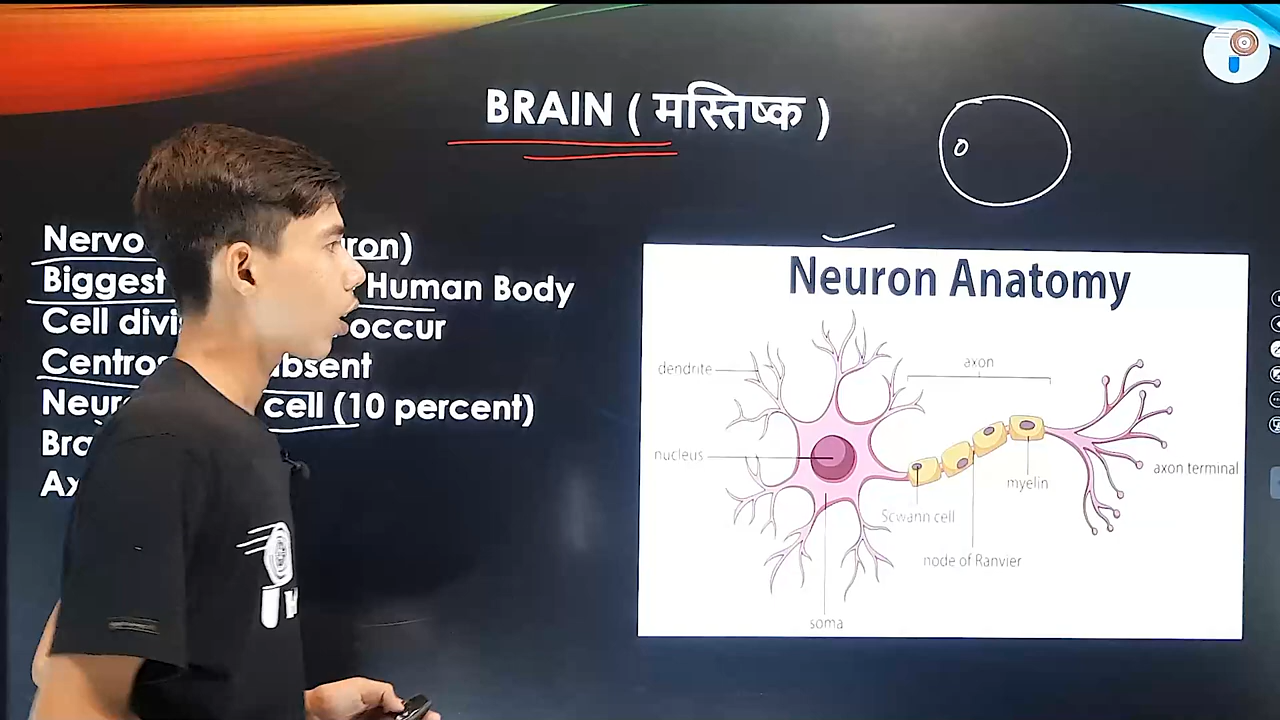 BRAIN ( मस्तिष्क )
Nervo ron)
Biggest Human Body
Cell divi occur
Centros absent
Neur cell (10 percent)
Bra
Ax
Neuron Anatomy
dendrite
axon
nucleus
axon terminal
myelin
Scwann cell
node of Ranvier
soma